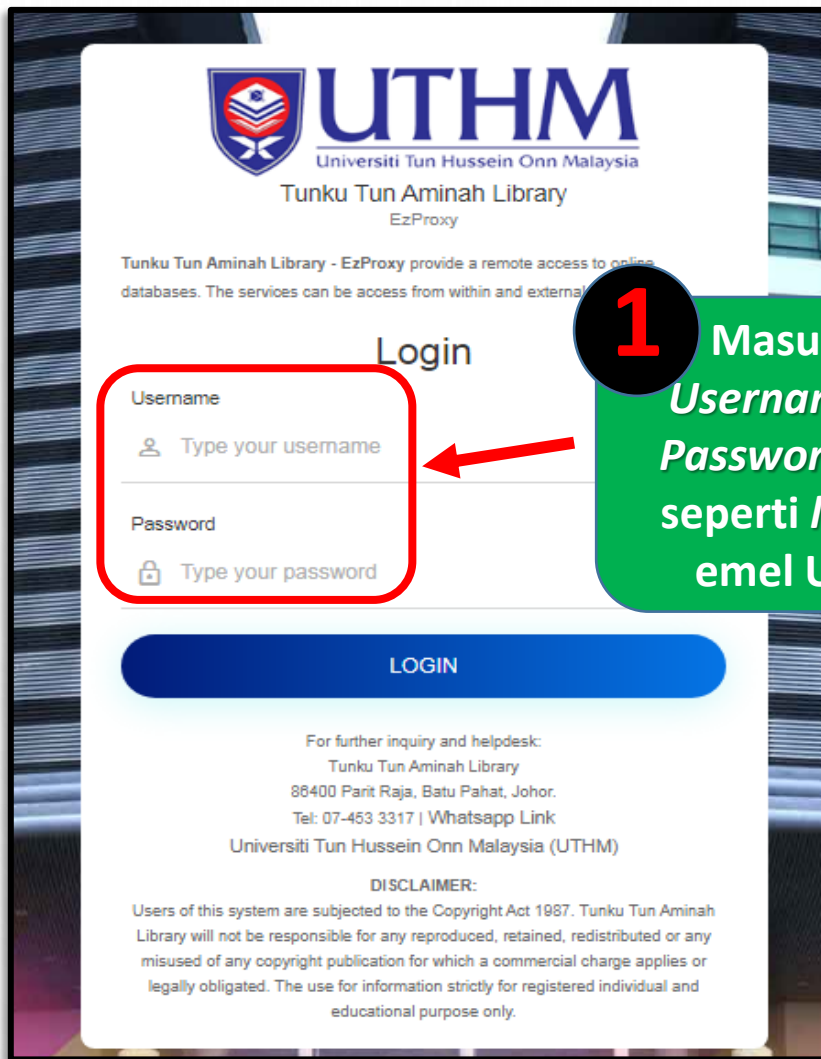 UTHM
Universiti Tun Hussein Onn Malaysia
Tunku Tun Aminah Library
EzProxy
Tunku Tun Aminah Library - EzProxy provide a remote access to online
databases. The services can be access from within and external
Login
Username
Type your username
Password
Type your password
LOGIN
1
seperti
emel
For further inquiry and helpdesk:
Tunku Tun Aminah Library
86400 Parit Raja, Batu Pahat, Johor.
Tel: 07-453 3317 | Whatsapp Link
Universiti Tun Hussein Onn Malaysia (UTHM)
DISCLAIMER:
Users of this system are subjected to the Copyright Act 1987. Tunku Tun Aminah
Library will not be responsible for any reproduced, retained, redistributed or any
misused of any copyright publication for which a commercial charge applies or
legally obligated. The use for information strictly for registered individual and
educational purpose only.